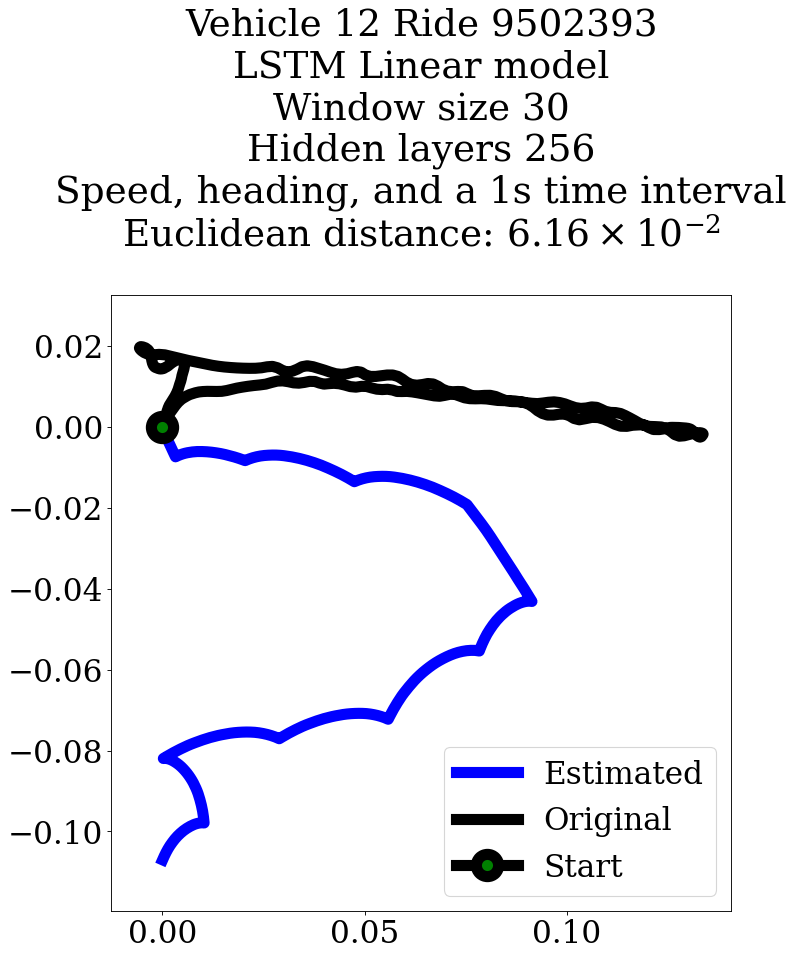 Vehicle 12 Ride 9502393
LSTM Linear model
Window size 30
Hidden layers 256
Speed, heading, and a 1s time interval
Euclidean distance: 6.16 × 10⁻²
0.02
0.00
−0.02
−0.04
−0.06
−0.08
−0.10
Estimated
Original
Start
0.00 0.05 0.10